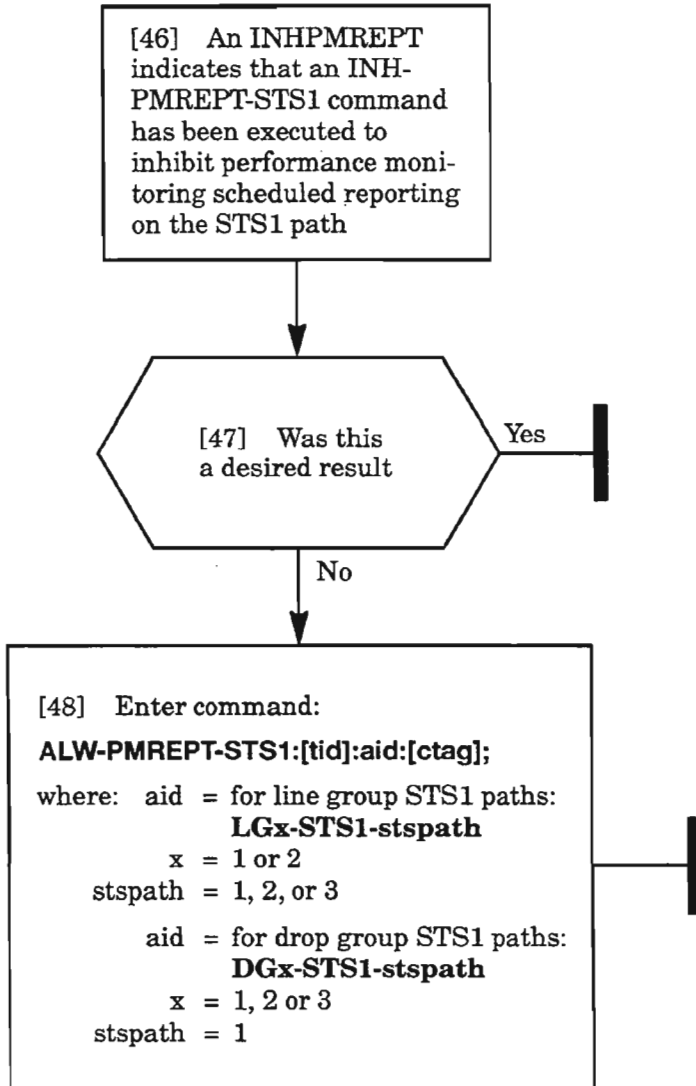 [46] An INHPMREPT
indicates that an INH-
PMREPT-STS1 command
has been executed to
inhibit performance moni-
toring scheduled reporting
on the STS1 path
[47] Was this
a desired result
Yes
No
[48] Enter command:
ALW-PMREPT-STS1:[tid]:aid:[ctag];
where: aid = for line group STS1 paths:
LGx-STS1-stspath
x = 1 or 2
stspath = 1, 2, or 3
aid = for drop group STS1 paths:
DGx-STS1-stspath
x = 1, 2 or 3
stspath = 1